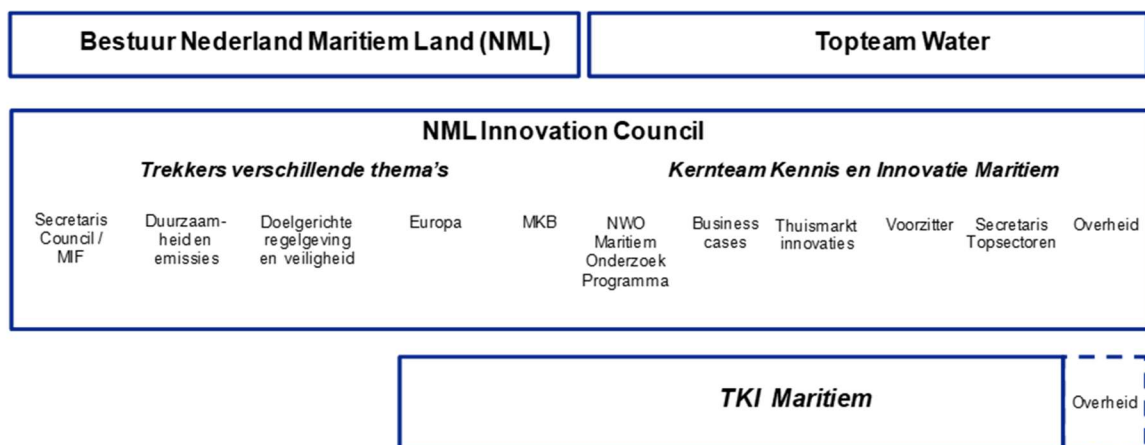 Bestuur Nederland Maritiem Land (NML)
Topteam Water
NML Innovation Council
Trekkers verschillende thema's
Kernteam Kennis en Innovatie Maritiem
Secretaris
Council /
MIF
Duurzaam-
heid en
emissies
Doelgerichte
regelgeving
en veiligheid
Europa
MKB
NWO
Maritiem
Onderzoek
Programma
Business
cases
Thuismarkt
innovaties
Voorzitter
Secretaris
Topsectoren
Overheid
TKI Maritiem
Overheid